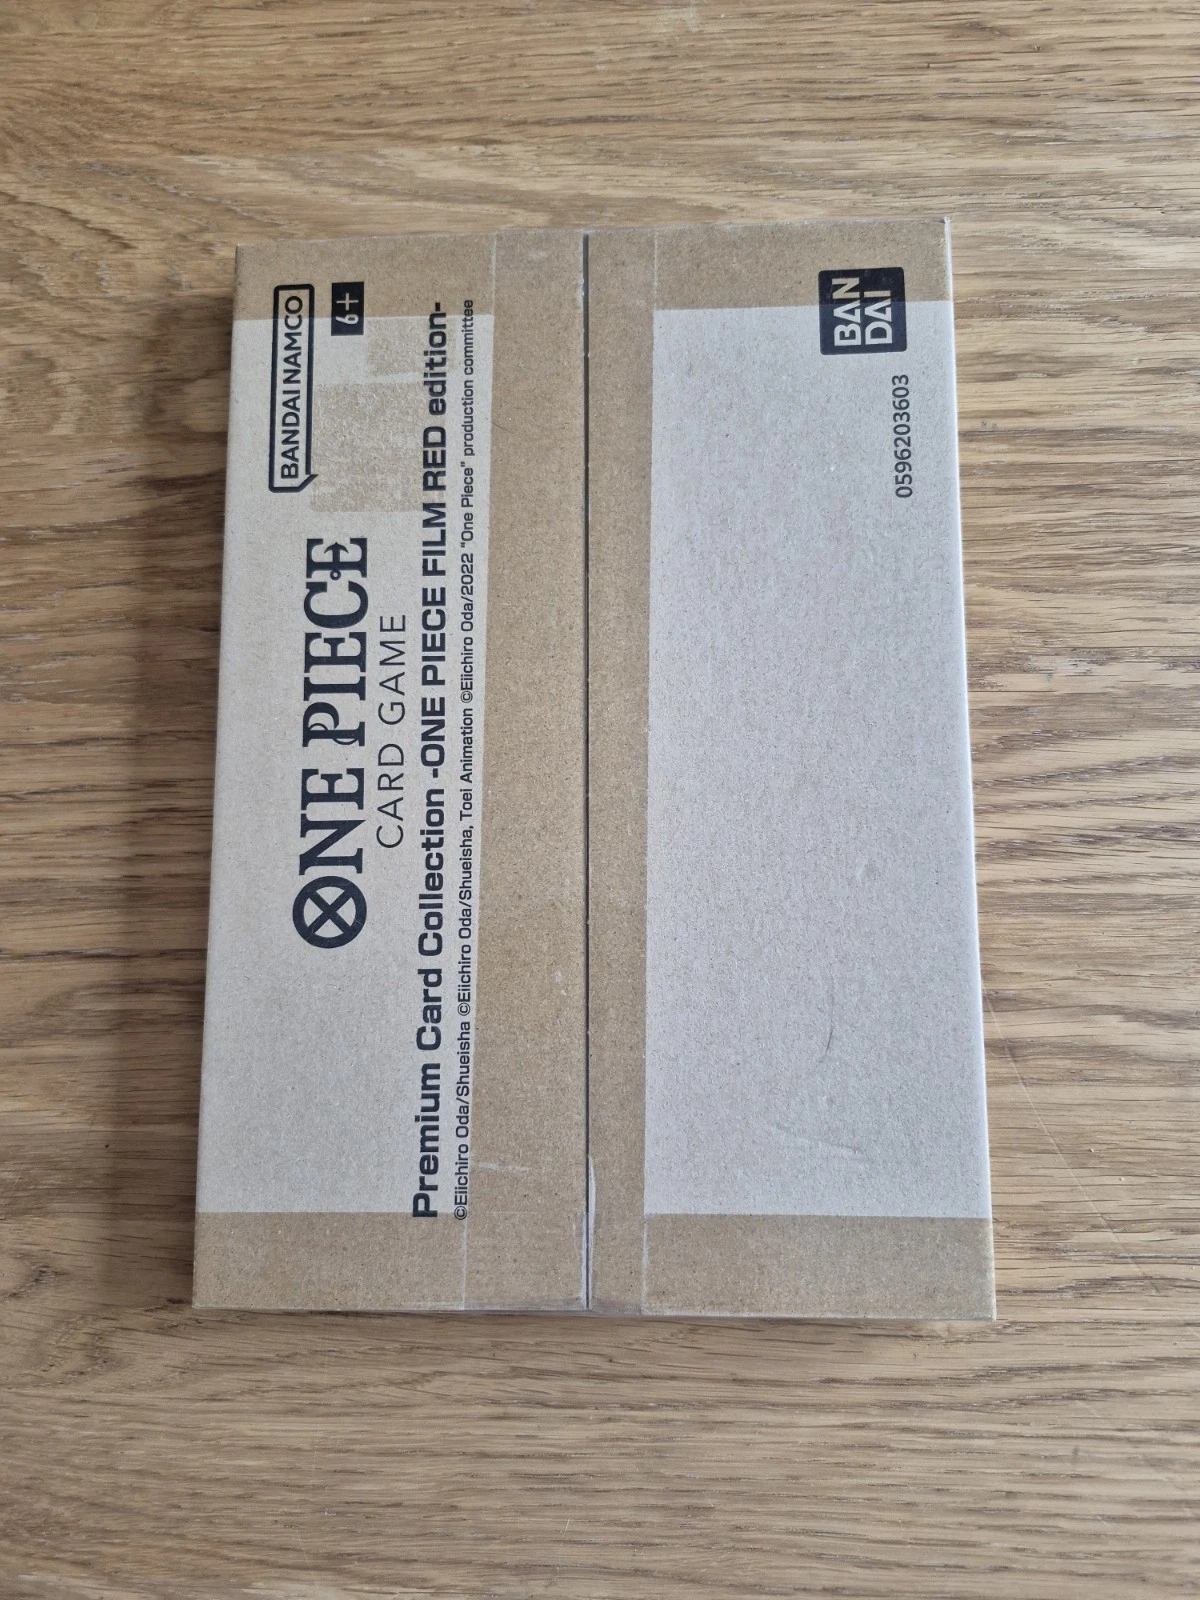 BANDAI NAMCO
6+
ONE PIECE
CARD GAME
Premium Card Collection -ONE PIECE FILM RED edition-
©Eiichiro Oda/Shueisha ©Eiichiro Oda/Shueisha, Toei Animation ©Eiichiro Oda/2022 "One Piece" production committee
BAN
DAI
0596203603